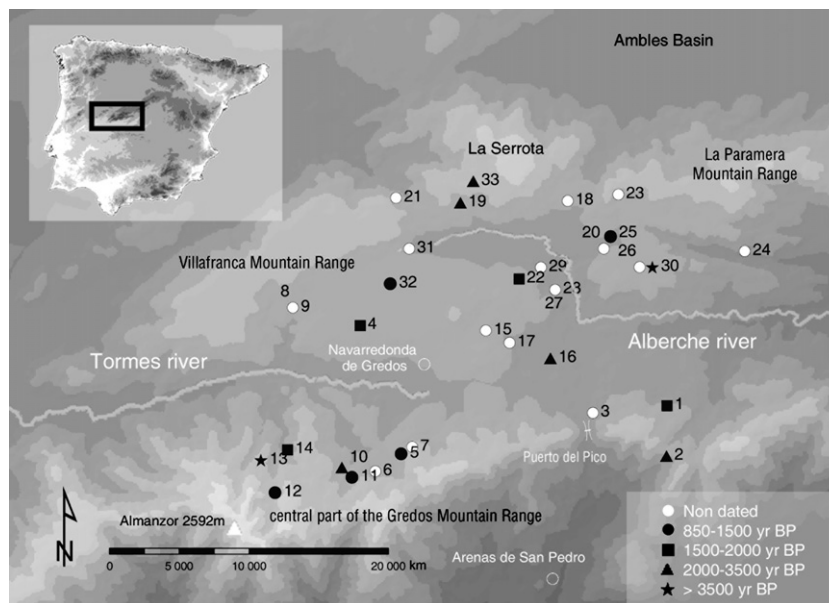 Ambles Basin
La Serrota
La Paramera
Mountain Range
33
19
21
18
23
20
25
26
24
30
31
Villafranca Mountain Range
32
22
29
23
27
8
9
4
15
17
16
Navarredonda
de Gredos
Tormes river
Alberche river
3
1
Puerto del Pico
2
14
13
10
5
7
6
11
12
Almanzor 2592m
central part of the Gredos Mountain Range
N
0
5 000
10 000
20 000
km
Arenas de San Pedro
Non dated
850-1500 yr BP
1500-2000 yr BP
2000-3500 yr BP
> 3500 yr BP